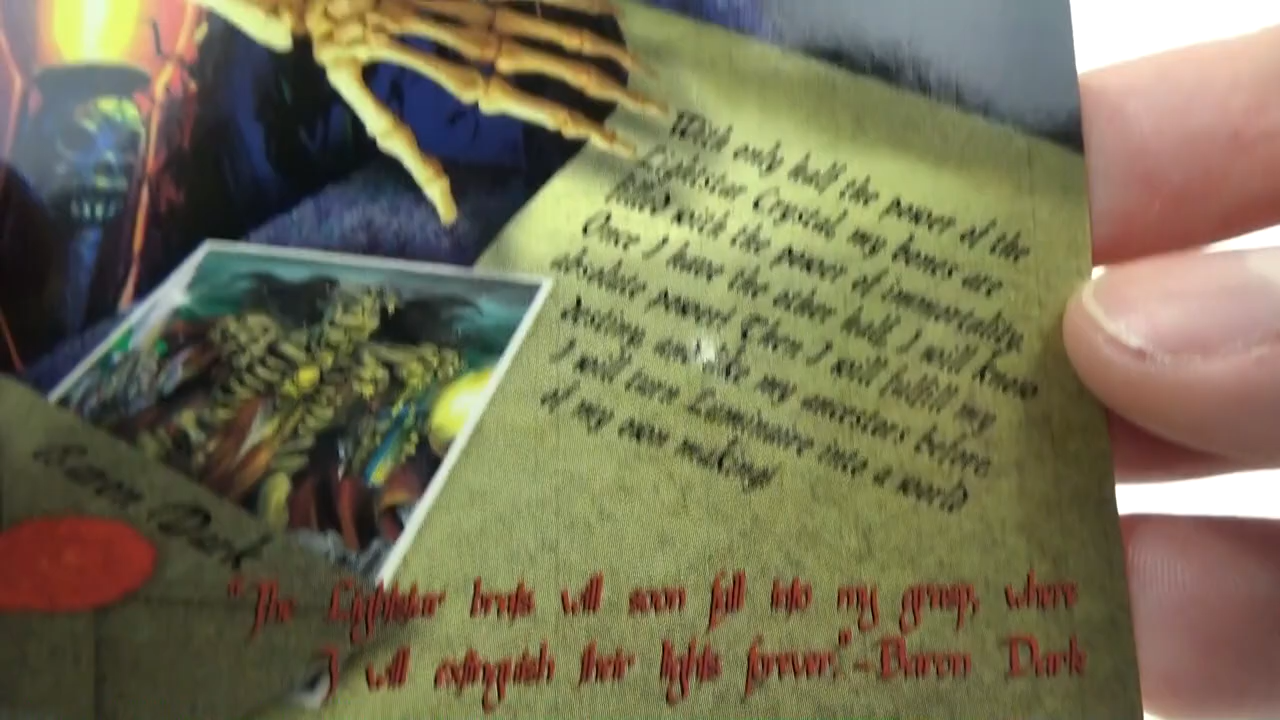 With only half the power of the
Lightstar Crystal, my bones are
filled with the power of immortality.
Once I have the other half, I will know
absolute power! Then I will fulfill my
destiny, and like my ancestors before
I will turn Luminaire into a world
of my own making!
Baron Dark
"The Lightstar brats will soon fall into my grasp, where
I will extinguish their lights forever."-Baron Dark